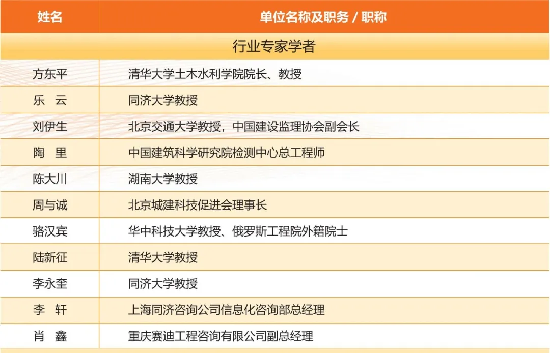 姓名 单位名称及职务 / 职称
行业专家学者
方东平 清华大学土木水利学院院长、教授
乐 云 同济大学教授
刘伊生 北京交通大学教授，中国建设监理协会副会长
陶 里 中国建筑科学研究院检测中心总工程师
陈大川 湖南大学教授
周与诚 北京城建科技促进会理事长
骆汉宾 华中科技大学教授、俄罗斯工程院外籍院士
陆新征 清华大学教授
李永奎 同济大学教授
李 轩 上海同济咨询公司信息化咨询部总经理
肖 鑫 重庆赛迪工程咨询有限公司副总经理